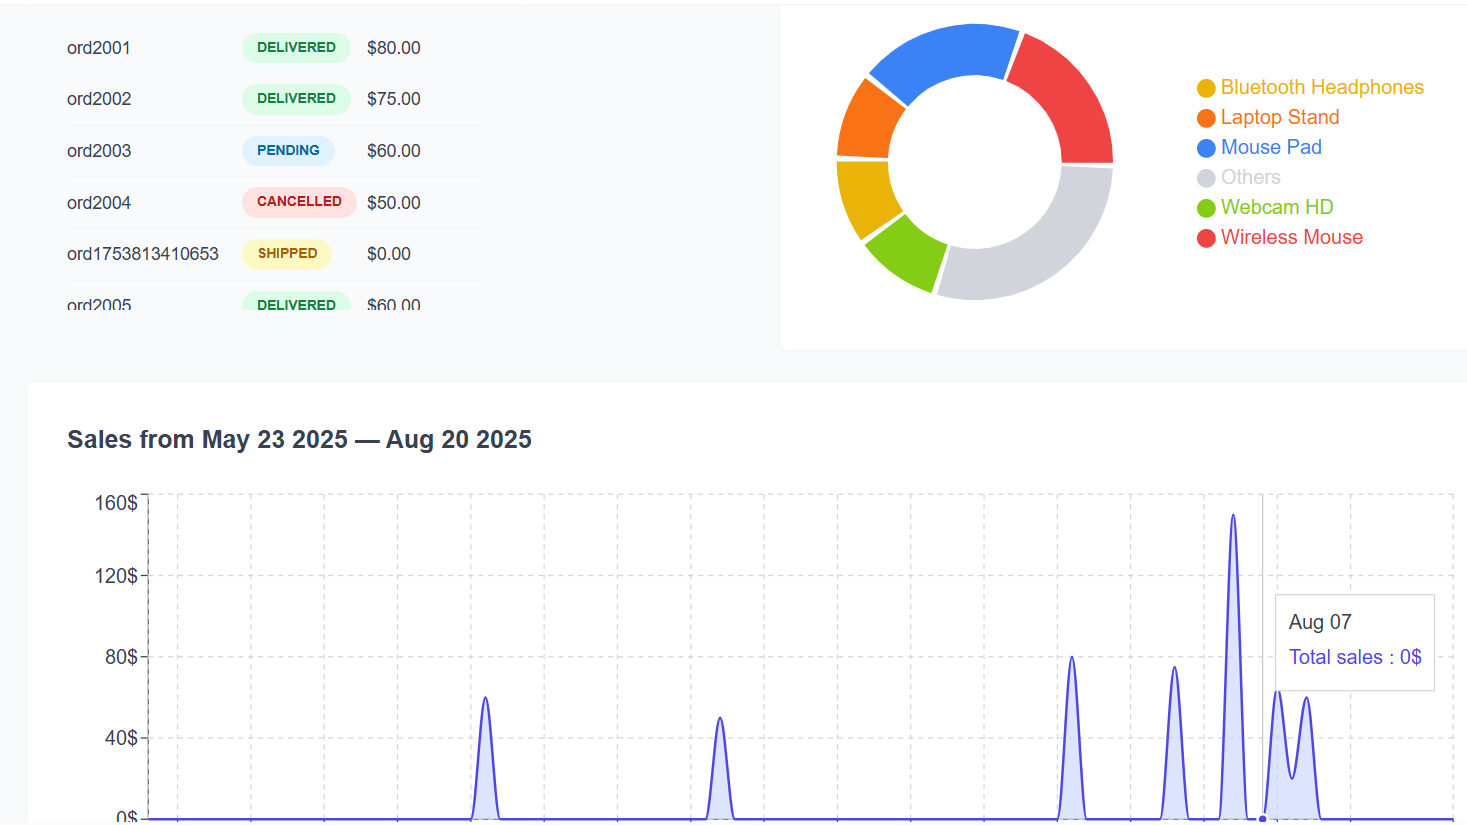 ord2001 DELIVERED $80.00
ord2002 DELIVERED $75.00
ord2003 PENDING $60.00
ord2004 CANCELLED $50.00
ord1753813410653 SHIPPED $0.00
ord2005 DELIVERED $60.00
Bluetooth Headphones
Laptop Stand
Mouse Pad
Others
Webcam HD
Wireless Mouse
Sales from May 23 2025 — Aug 20 2025
160$
120$
80$
40$
0$
Aug 07
Total sales : 0$